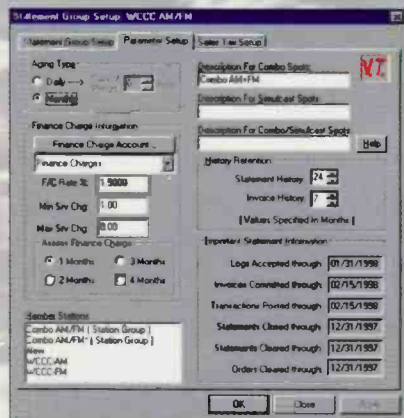 Statement Group Setup: WCCC AM/FM
Statement Group Setup
Parameter Setup
Sales Tax Setup
Aging Type
Daily -->
Monthly
Description For Combo Spots:
Combo AM+FM
Description For Simulcast Spots:
Description For Combo/Simulcast Spots:
Help
Finance Charge Information
Finance Charge Account...
Finance Charges
F/C Rate %: 1.5000
Min Srv Chg: 1.00
Max Srv Chg: 0.00
Assess Finance Charge
1 Months
3 Months
2 Months
4 Months
History Retention
Statement History: 24
Invoice History: 7
[ Values Specified in Months ]
Important Statement Information
Logs Accepted through: 01/31/1998
Invoices Committed through: 02/15/1998
Transactions Posted through: 02/15/1998
Statements Closed through: 12/31/1997
Statements Cleared through: 12/31/1997
Orders Cleared through: 12/31/1997
Member Stations
Combo AM/FM ( Station Group )
Combo AM/FM* ( Station Group )
New
WCCC-AM
WCCC-FM
OK
Close
Apply